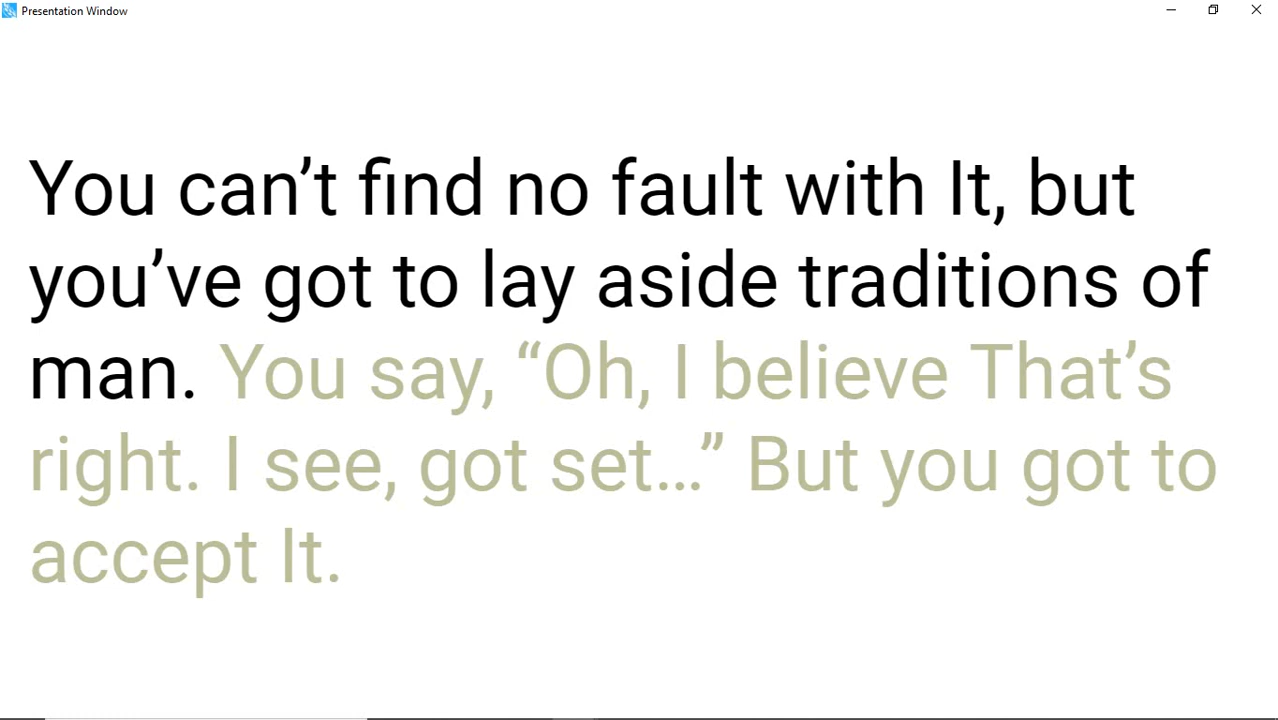 Presentation Window
You can’t find no fault with It, but
you’ve got to lay aside traditions of
man. You say, “Oh, I believe That’s
right. I see, got set…” But you got to
accept It.